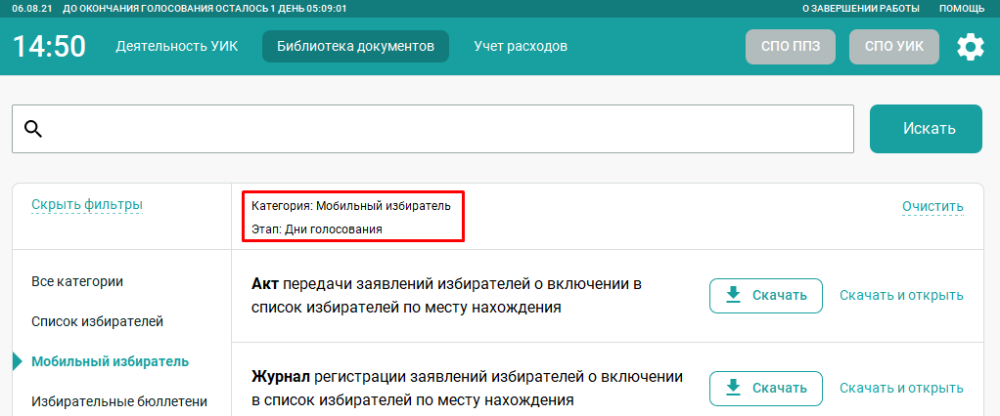 06.08.21 ДО ОКОНЧАНИЯ ГОЛОСОВАНИЯ ОСТАЛОСЬ 1 ДЕНЬ 05:09:01 О ЗАВЕРШЕНИИ РАБОТЫ ПОМОЩЬ
14:50 Деятельность УИК Библиотека документов Учет расходов СПО ППЗ СПО УИК
Искать
Скрыть фильтры
Категория: Мобильный избиратель
Этап: Дни голосования
Очистить
Все категории
Список избирателей
Мобильный избиратель
Избирательные бюллетени
Акт передачи заявлений избирателей о включении в
список избирателей по месту нахождения
Скачать Скачать и открыть
Журнал регистрации заявлений избирателей о включении
в список избирателей по месту нахождения
Скачать Скачать и открыть